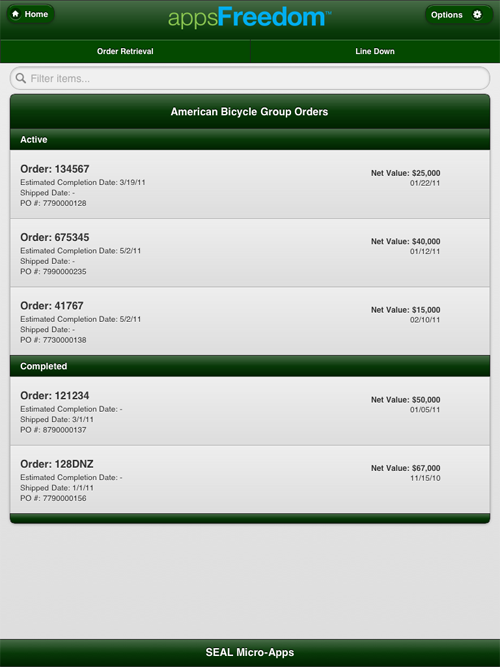 Home
appsFreedom™
Options
Order Retrieval
Line Down
Filter items...
American Bicycle Group Orders
Active
Order: 134567
Net Value: $25,000
Estimated Completion Date: 3/19/11
01/22/11
Shipped Date: -
PO #: 7790000128
Order: 675345
Net Value: $40,000
Estimated Completion Date: 5/2/11
01/12/11
Shipped Date: -
PO #: 7990000235
Order: 41767
Net Value: $15,000
Estimated Completion Date: 5/2/11
02/10/11
Shipped Date: -
PO #: 7730000138
Completed
Order: 121234
Net Value: $50,000
Estimated Completion Date: -
01/05/11
Shipped Date: 3/1/11
PO #: 8790000137
Order: 128DNZ
Net Value: $67,000
Estimated Completion Date: -
11/15/10
Shipped Date: 1/1/11
PO #: 7790000156
SEAL Micro-Apps